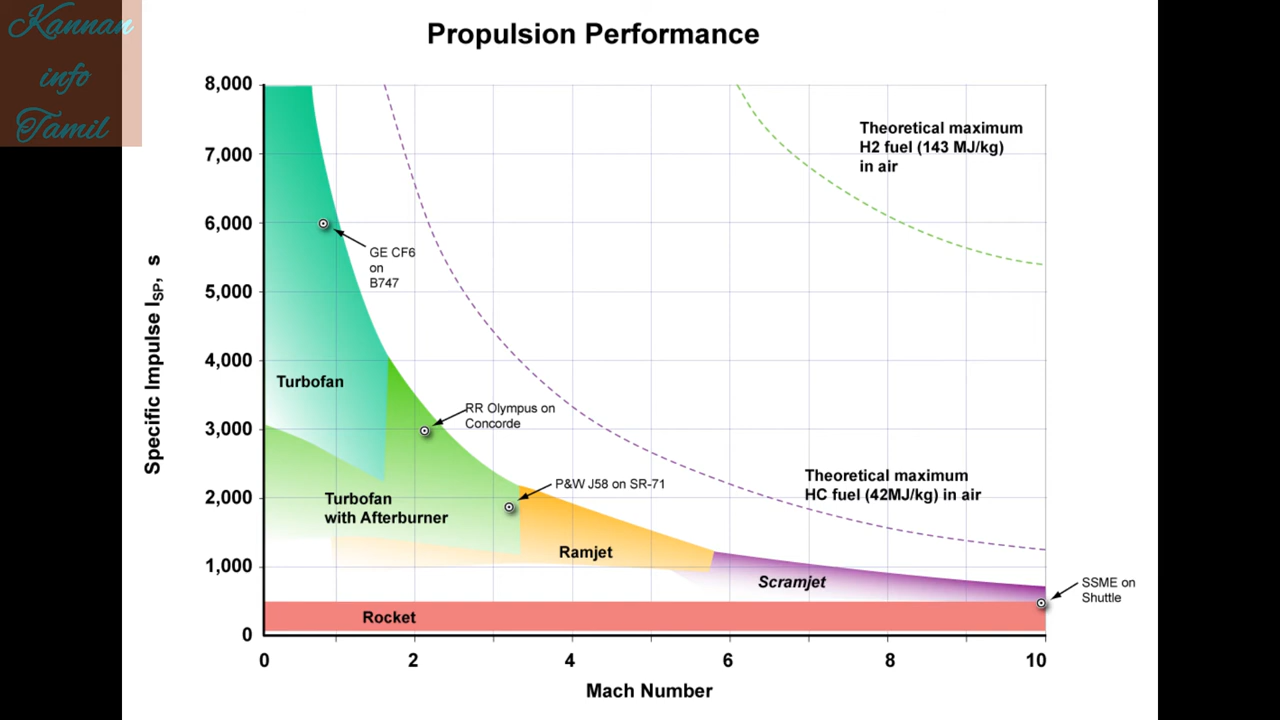 Kannan
info
Tamil
Propulsion Performance
8,000
7,000
6,000
5,000
4,000
3,000
2,000
1,000
0
Specific Impulse I_SP, s
Theoretical maximum
H2 fuel (143 MJ/kg)
in air
GE CF6
on
B747
Turbofan
RR Olympus on
Concorde
Theoretical maximum
HC fuel (42MJ/kg) in air
P&W J58 on SR-71
Turbofan
with Afterburner
Ramjet
Scramjet
SSME on
Shuttle
Rocket
0 2 4 6 8 10
Mach Number